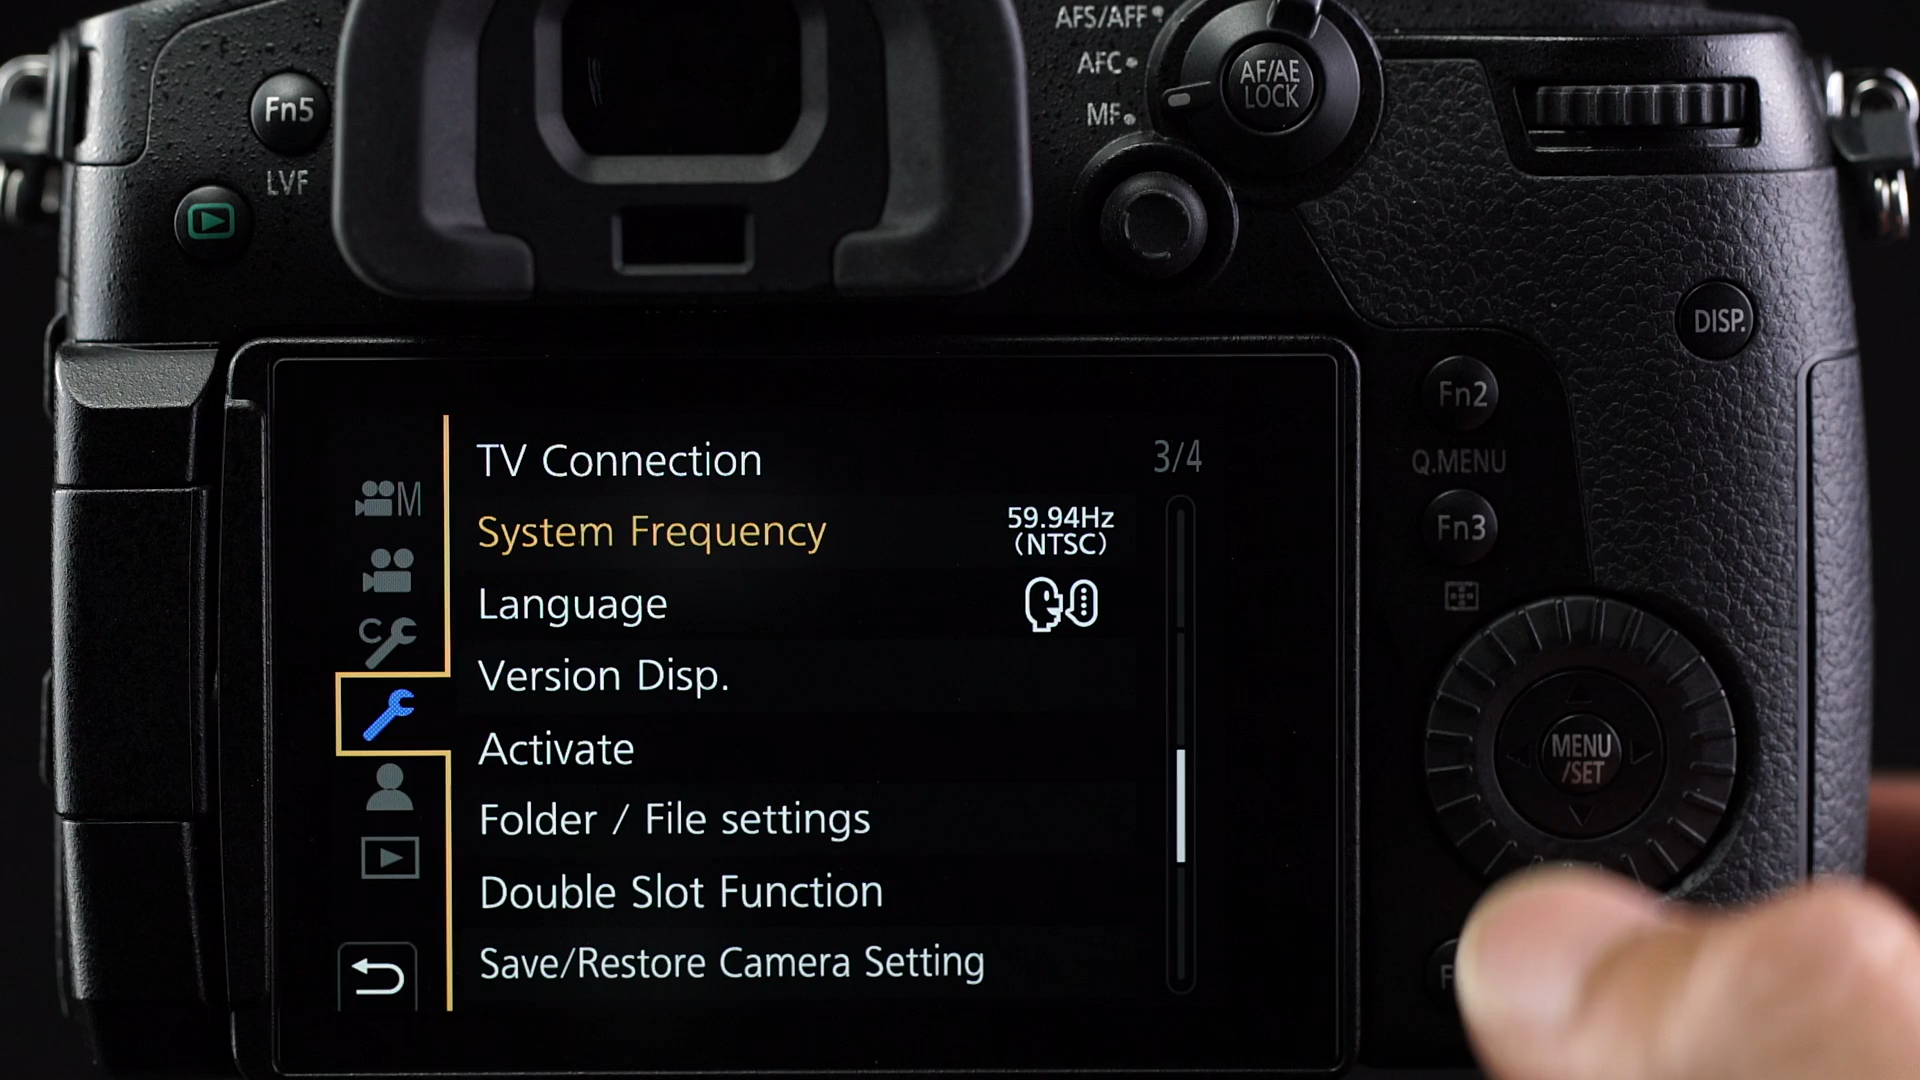 AFS/AFF
AFC
MF
AF/AE
LOCK
Fn5
LVF
DISP.
Fn2
Q.MENU
Fn3
MENU
/SET
TV Connection
3/4
System Frequency
59.94Hz
(NTSC)
Language
Version Disp.
Activate
Folder / File settings
Double Slot Function
Save/Restore Camera Setting
M
C